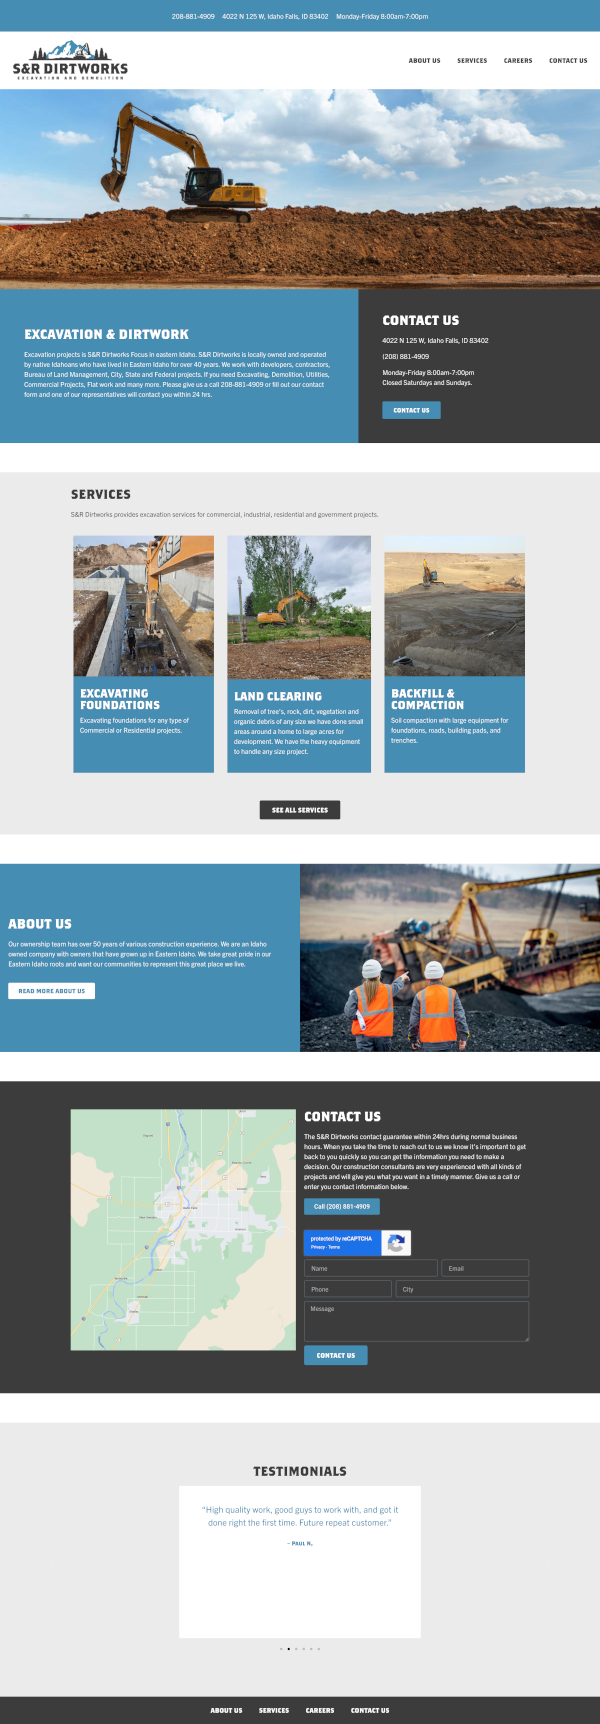 208-881-4909 4022 N 125 W, Idaho Falls, ID 83402 Monday-Friday 8:00am-7:00pm
S&R DIRTWORKS
EXCAVATION AND DEMOLITION
ABOUT US SERVICES CAREERS CONTACT US
EXCAVATION & DIRTWORK
Excavation projects is S&R Dirtworks Focus in eastern Idaho. S&R Dirtworks is locally owned and operated
by native Idahoans who have lived in Eastern Idaho for over 40 years. We work with developers, contractors,
Bureau of Land Management, City, State and Federal projects. If you need Excavating, Demolition, Utilities,
Commercial Projects, Flat work and many more. Please give us a call 208-881-4909 or fill out our contact
form and one of our representatives will contact you within 24 hrs.
CONTACT US
4022 N 125 W, Idaho Falls, ID 83402
(208) 881-4909
Monday-Friday 8:00am-7:00pm
Closed Saturdays and Sundays.
CONTACT US
SERVICES
S&R Dirtworks provides excavation services for commercial, industrial, residential and government projects.
CASE
EXCAVATING
FOUNDATIONS
Excavating foundations for any type of
Commercial or Residential projects.
LAND CLEARING
Removal of tree's, rock, dirt, vegetation and
organic debris of any size we have done small
areas around a home to large acres for
development. We have the heavy equipment
to handle any size project.
BACKFILL &
COMPACTION
Soil compaction with large equipment for
foundations, roads, building pads, and
trenches.
SEE ALL SERVICES
ABOUT US
Our ownership team has over 50 years of various construction experience. We are an Idaho
owned company with owners that have grown up in Eastern Idaho. We take great pride in our
Eastern Idaho roots and want our communities to represent this great place we live.
READ MORE ABOUT US
CONTACT US
The S&R Dirtworks contact guarantee within 24hrs during normal business
hours. When you take the time to reach out to us we know it's important to get
back to you quickly so you can get the information you need to make a
decision. Our construction consultants are very experienced with all kinds of
projects and will give you what you want in a timely manner. Give us a call or
enter you contact information below.
Call (208) 881-4909
protected by reCAPTCHA
Privacy - Terms
Name Email
Phone City
Message
CONTACT US
TESTIMONIALS
“High quality work, good guys to work with, and got it
done right the first time. Future repeat customer.”
– PAUL N.
ABOUT US SERVICES CAREERS CONTACT US